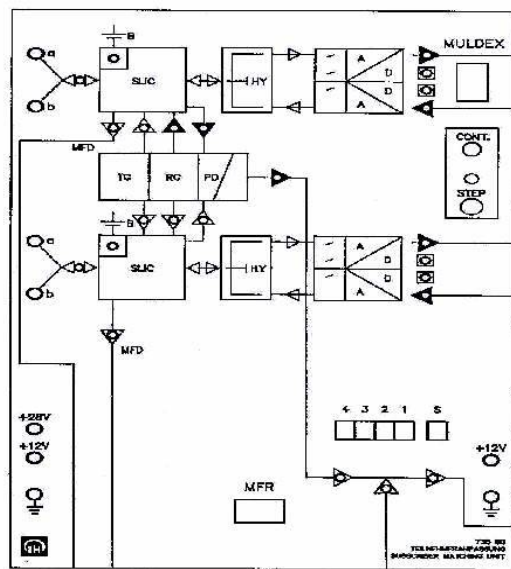 B
a
b
SLIC
HY
A
D
D
A
MULDEX
MFD
CONT.
STEP
TG
RG
PD
B
a
b
SLIC
HY
A
D
D
A
MFD
+28V
+12V
4 3 2 1 S
+12V
MFR
TEILNEHMERANPASSUNG
SUBSCRIBER MATCHING UNIT